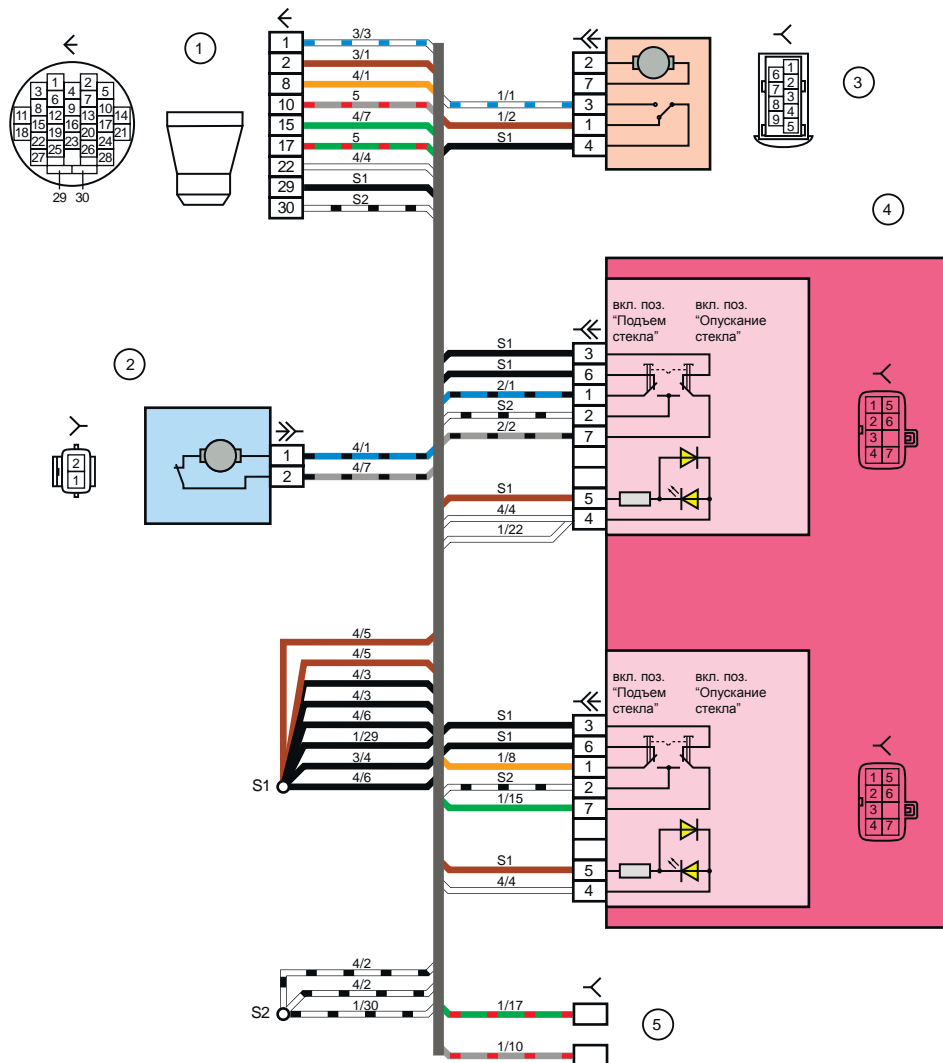 1
3/3
2
3/1
8
4/1
10
5
15
4/7
17
5
22
4/4
29
S1
30
S2
1
1 2
3 4 5
6 7
11 8 12 9 13 10 14
18 15 19 16 20 17 21
22 23 24
27 25 26 28
29 30
2
7
1/1 3
1/2 1
S1 4
3
6 1
7 2
8 3
9 4
5
4
вкл. поз.
“Подъем
стекла”
вкл. поз.
“Опускание
стекла”
S1 3
S1 6
2/1 1
S2 2
2/2 7
S1 5
4/4 4
1/22
1 5
2 6
3
4 7
2
2
1
1 4/1
2 4/7
4/5
4/5
4/3
4/3
4/6
1/29
3/4
4/6
S1
вкл. поз.
“Подъем
стекла”
вкл. поз.
“Опускание
стекла”
S1 3
S1 6
1/8 1
S2 2
1/15 7
S1 5
4/4 4
1 5
2 6
3
4 7
4/2
4/2
1/30
S2
1/17
1/10
5